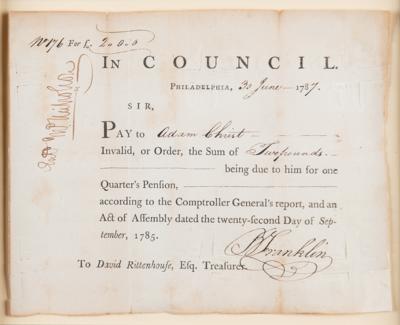 No 176 For £. 2..0..0
IN COUNCIL.
PHILADELPHIA, 30 June 1787.
SIR,
PAY to Adam Christ
Invalid, or Order, the Sum of Two pounds
being due to him for one
Quarter's Pension,
according to the Comptroller General's report, and an
Act of Assembly dated the twenty-second Day of Sep-
tember, 1785.
B Franklin
To David Rittenhouse, Esq. Treasurer.
Jno Nicholson